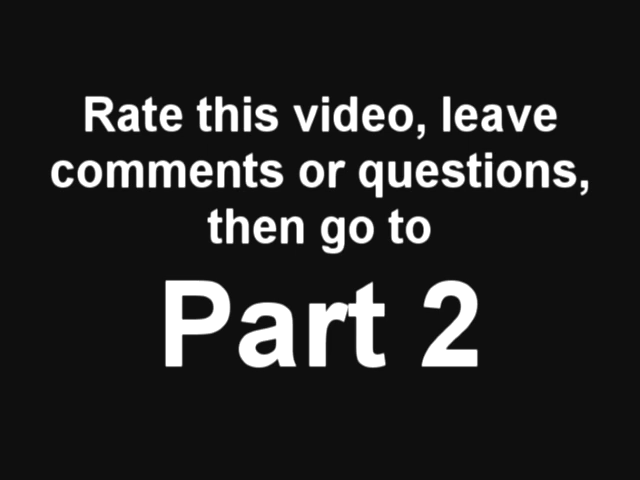 Rate this video, leave
comments or questions,
then go to
Part 2